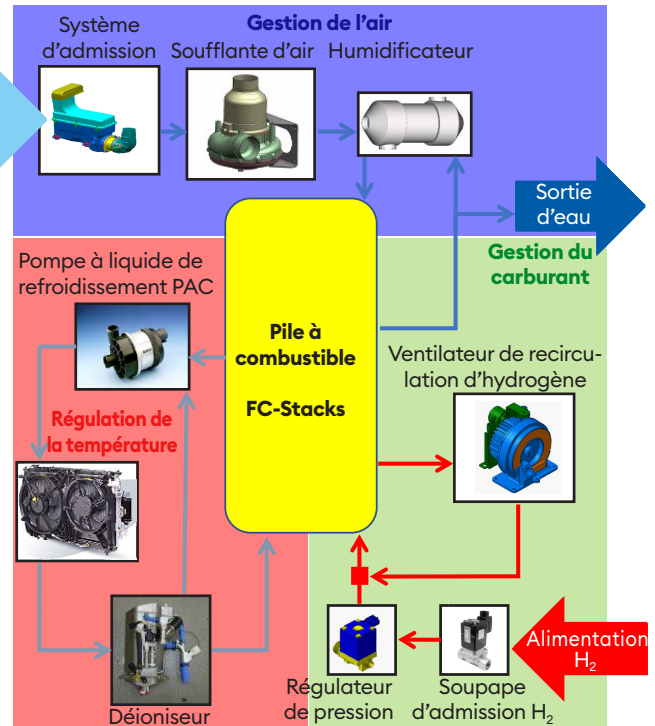 Gestion de l'air
Système
d'admission
Soufflante d'air
Humidificateur
Sortie
d'eau
Gestion du
carburant
Pompe à liquide de
refroidissement PAC
Pile à
combustible
FC-Stacks
Ventilateur de recircu-
lation d'hydrogène
Régulation de
la température
Alimentation
H₂
Déioniseur
Régulateur
de pression
Soupape
d'admission H₂